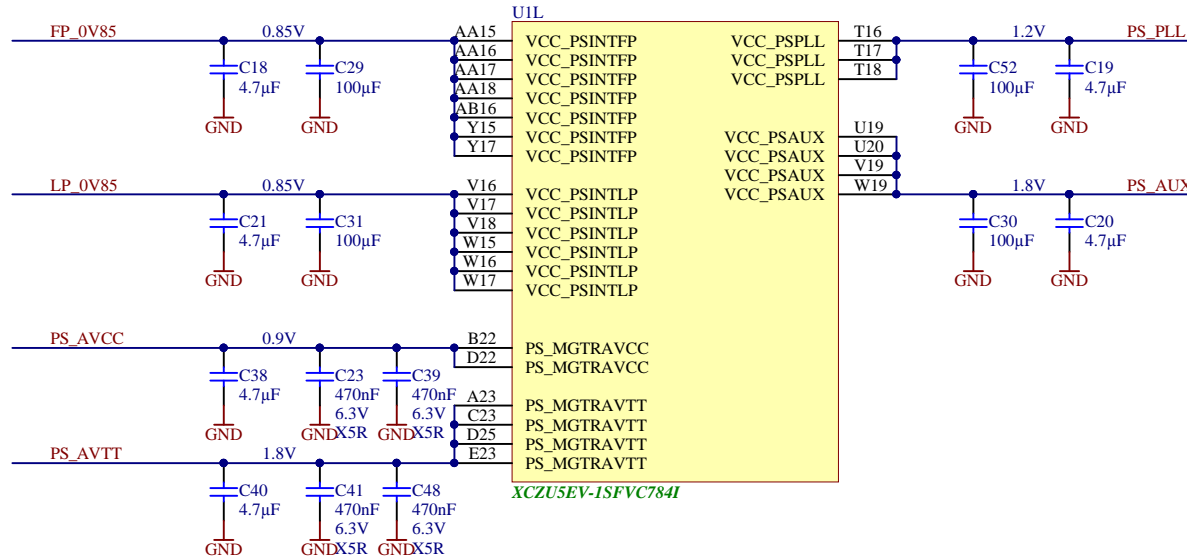 U1L
FP_0V85 0.85V
C18
4.7µF
GND
C29
100µF
GND
AA15 VCC_PSINTFP
AA16 VCC_PSINTFP
AA17 VCC_PSINTFP
AA18 VCC_PSINTFP
AB16 VCC_PSINTFP
Y15 VCC_PSINTFP
Y17 VCC_PSINTFP
VCC_PSPLL T16
VCC_PSPLL T17
VCC_PSPLL T18
1.2V PS_PLL
C52
100µF
GND
C19
4.7µF
GND
LP_0V85 0.85V
C21
4.7µF
GND
C31
100µF
GND
V16 VCC_PSINTLP
V17 VCC_PSINTLP
V18 VCC_PSINTLP
W15 VCC_PSINTLP
W16 VCC_PSINTLP
W17 VCC_PSINTLP
VCC_PSAUX U19
VCC_PSAUX U20
VCC_PSAUX V19
VCC_PSAUX W19
1.8V PS_AUX
C30
100µF
GND
C20
4.7µF
GND
PS_AVCC 0.9V
C38
4.7µF
GND
C23
470nF
6.3V
X5R
GND
C39
470nF
6.3V
X5R
GND
B22 PS_MGTRAVCC
D22 PS_MGTRAVCC
A23 PS_MGTRAVTT
C23 PS_MGTRAVTT
D25 PS_MGTRAVTT
E23 PS_MGTRAVTT
PS_AVTT 1.8V
C40
4.7µF
GND
C41
470nF
6.3V
X5R
GND
C48
470nF
6.3V
X5R
GND
XCZU5EV-1SFVC784I